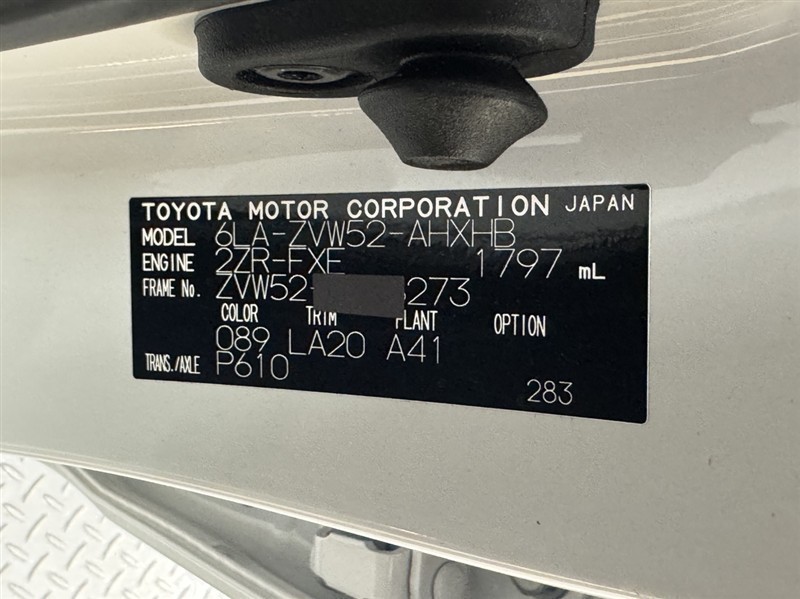 TOYOTA MOTOR CORPORATION JAPAN
MODEL 6LA-ZVW52-AHXHB
ENGINE 2ZR-FXE 1797 mL
FRAME No. ZVW52- 273
COLOR TRIM PLANT OPTION
089 LA20 A41
TRANS./AXLE P610
283